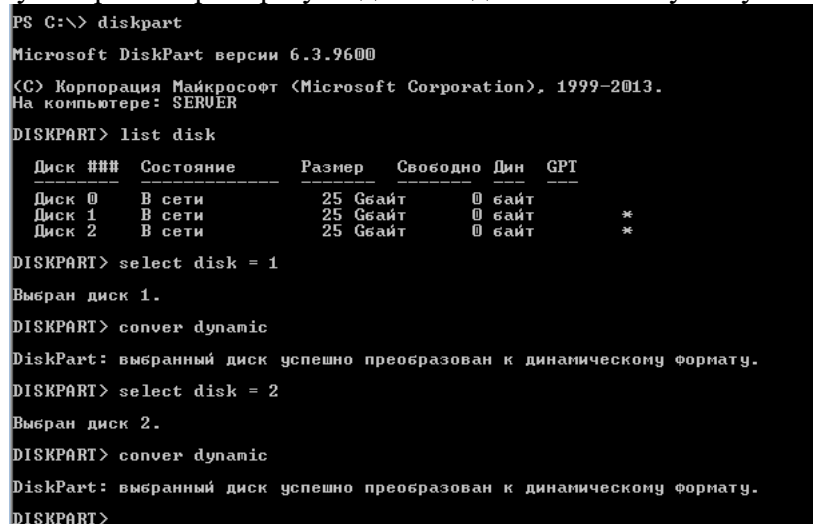 PS C:\> diskpart
Microsoft DiskPart версии 6.3.9600
(C) Корпорация Майкрософт (Microsoft Corporation), 1999-2013.
На компьютере: SERVER
DISKPART> list disk
Диск ### Состояние Размер Свободно Дин GPT
-------- ------------- ------- ------- --- ---
Диск 0 В сети 25 Gбайт 0 байт
Диск 1 В сети 25 Gбайт 0 байт *
Диск 2 В сети 25 Gбайт 0 байт *
DISKPART> select disk = 1
Выбран диск 1.
DISKPART> conver dynamic
DiskPart: выбранный диск успешно преобразован к динамическому формату.
DISKPART> select disk = 2
Выбран диск 2.
DISKPART> conver dynamic
DiskPart: выбранный диск успешно преобразован к динамическому формату.
DISKPART>